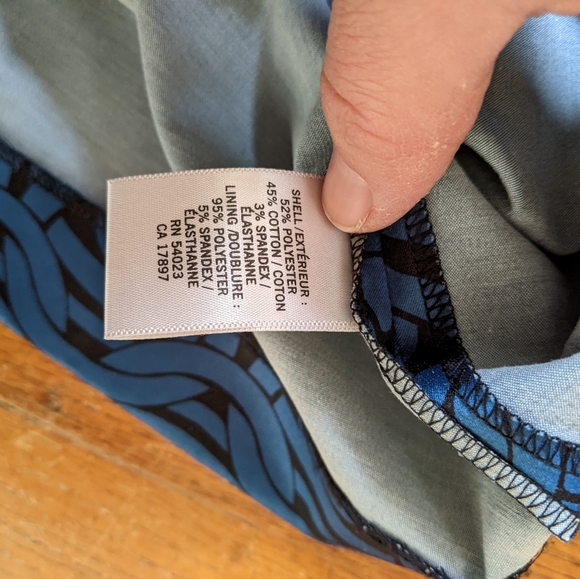 SHELL/EXTÉRIEUR :
52% POLYESTER
45% COTTON / COTON
3% SPANDEX /
ÉLASTHANNE
LINING /DOUBLURE :
95% POLYESTER
5% SPANDEX /
ÉLASTHANNE
RN 54023
CA 17897